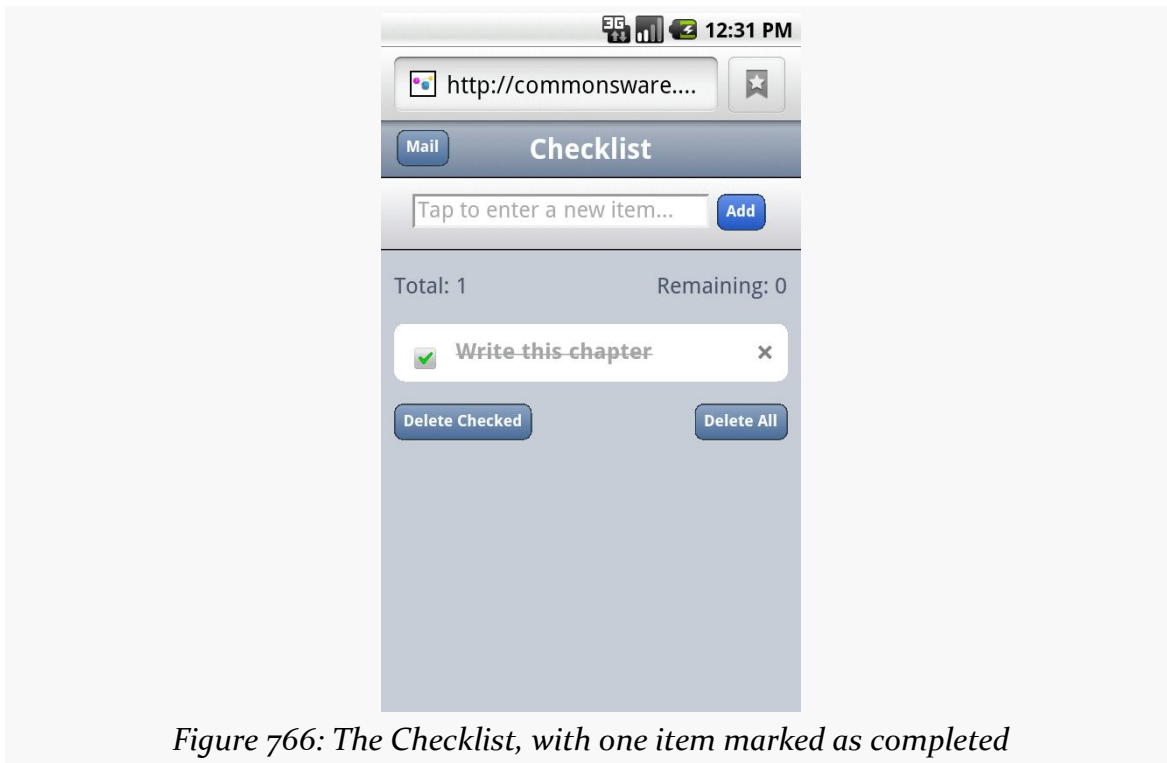 3G 12:31 PM
http://commonsware....
Mail Checklist
Tap to enter a new item... Add
Total: 1 Remaining: 0
Write this chapter ×
Delete Checked Delete All
Figure 766: The Checklist, with one item marked as completed